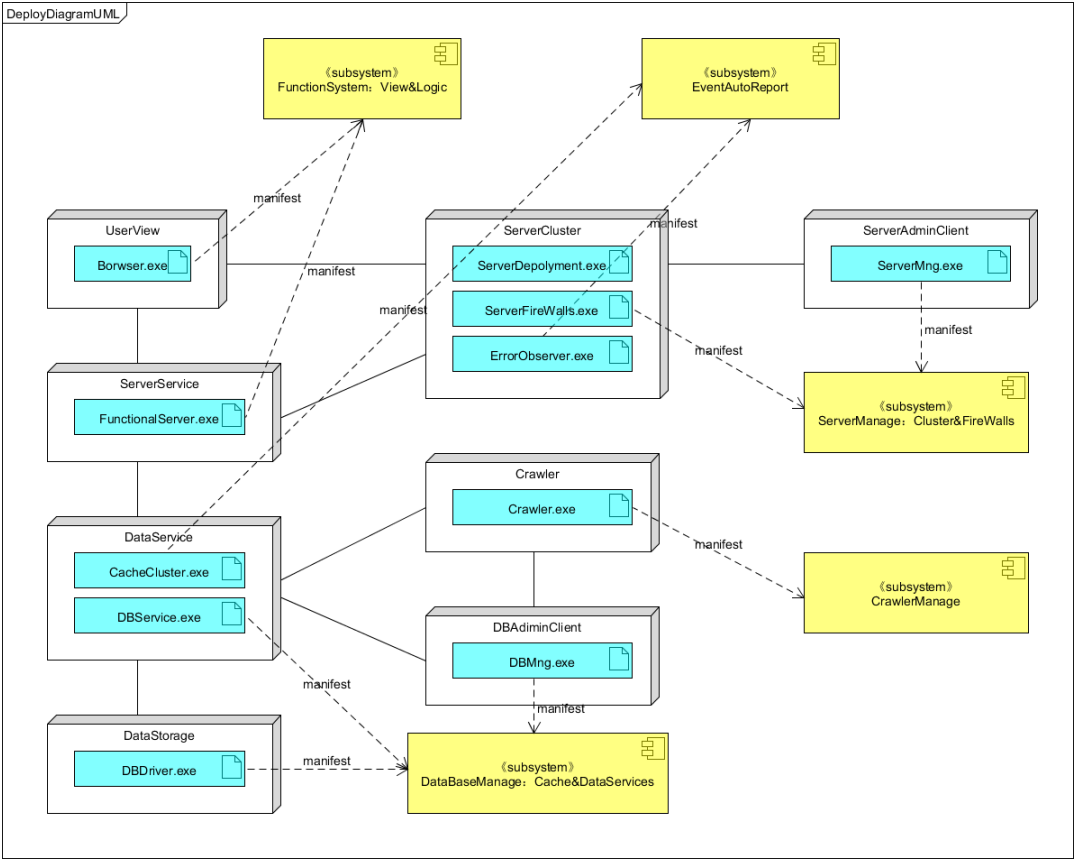 DeployDiagramUML
《subsystem》
FunctionSystem：View&Logic
《subsystem》
EventAutoReport
manifest
manifest
UserView
Borwser.exe
ServerCluster
ServerDepolyment.exe
ServerFireWalls.exe
ErrorObserver.exe
ServerAdminClient
ServerMng.exe
manifest
manifest
manifest
manifest
ServerService
FunctionalServer.exe
《subsystem》
ServerManage：Cluster&FireWalls
Crawler
Crawler.exe
DataService
CacheCluster.exe
DBService.exe
manifest
《subsystem》
CrawlerManage
DBAdiminClient
DBMng.exe
manifest
manifest
DataStorage
DBDriver.exe
manifest
《subsystem》
DataBaseManage：Cache&DataServices